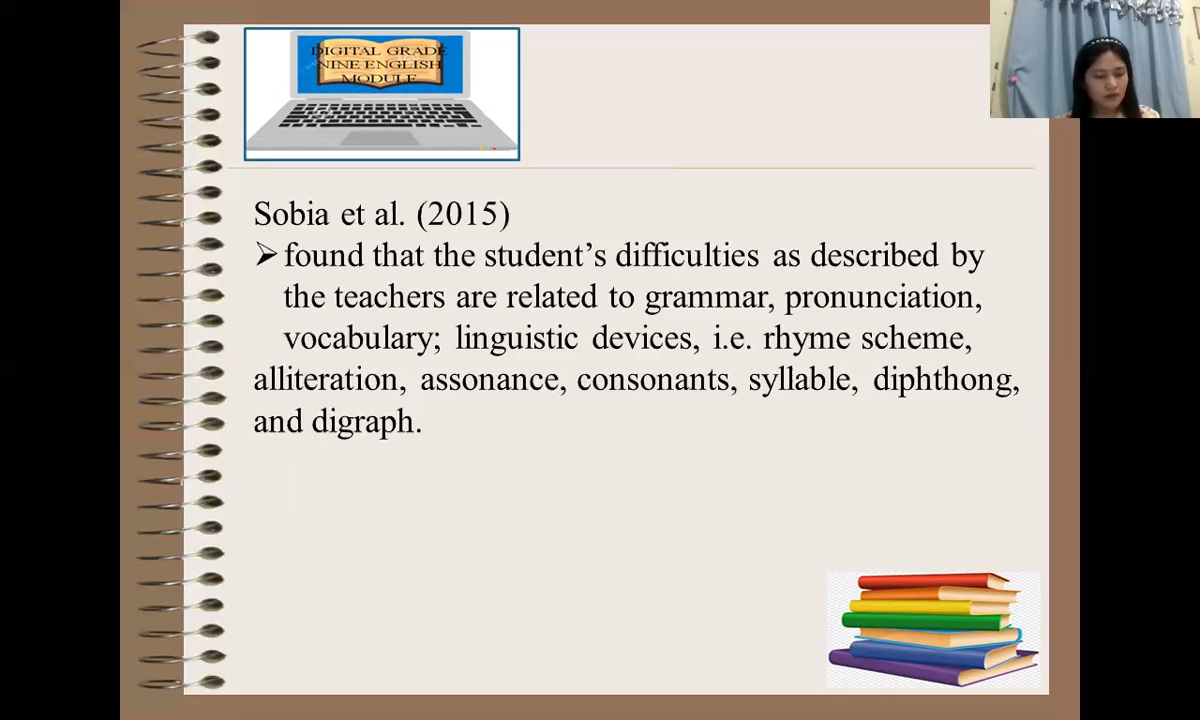 DIGITAL GRADE
NINE ENGLISH
MODULE
Sobia et al. (2015)
➢found that the student’s difficulties as described by
the teachers are related to grammar, pronunciation,
vocabulary; linguistic devices, i.e. rhyme scheme,
alliteration, assonance, consonants, syllable, diphthong,
and digraph.